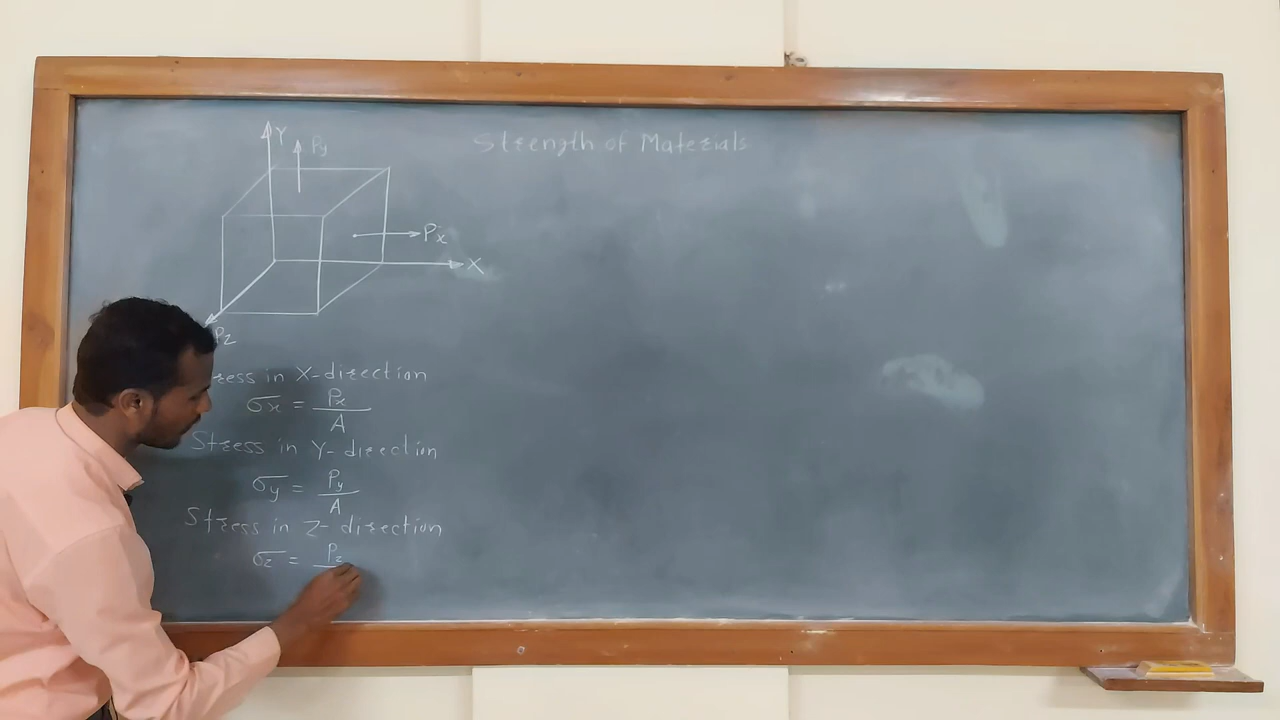 Strength of Materials
Y
Py
Px
X
Pz
ress in X-direction
σx = Px / A
Stress in Y-direction
σy = Py / A
Stress in Z-direction
σz = Pz